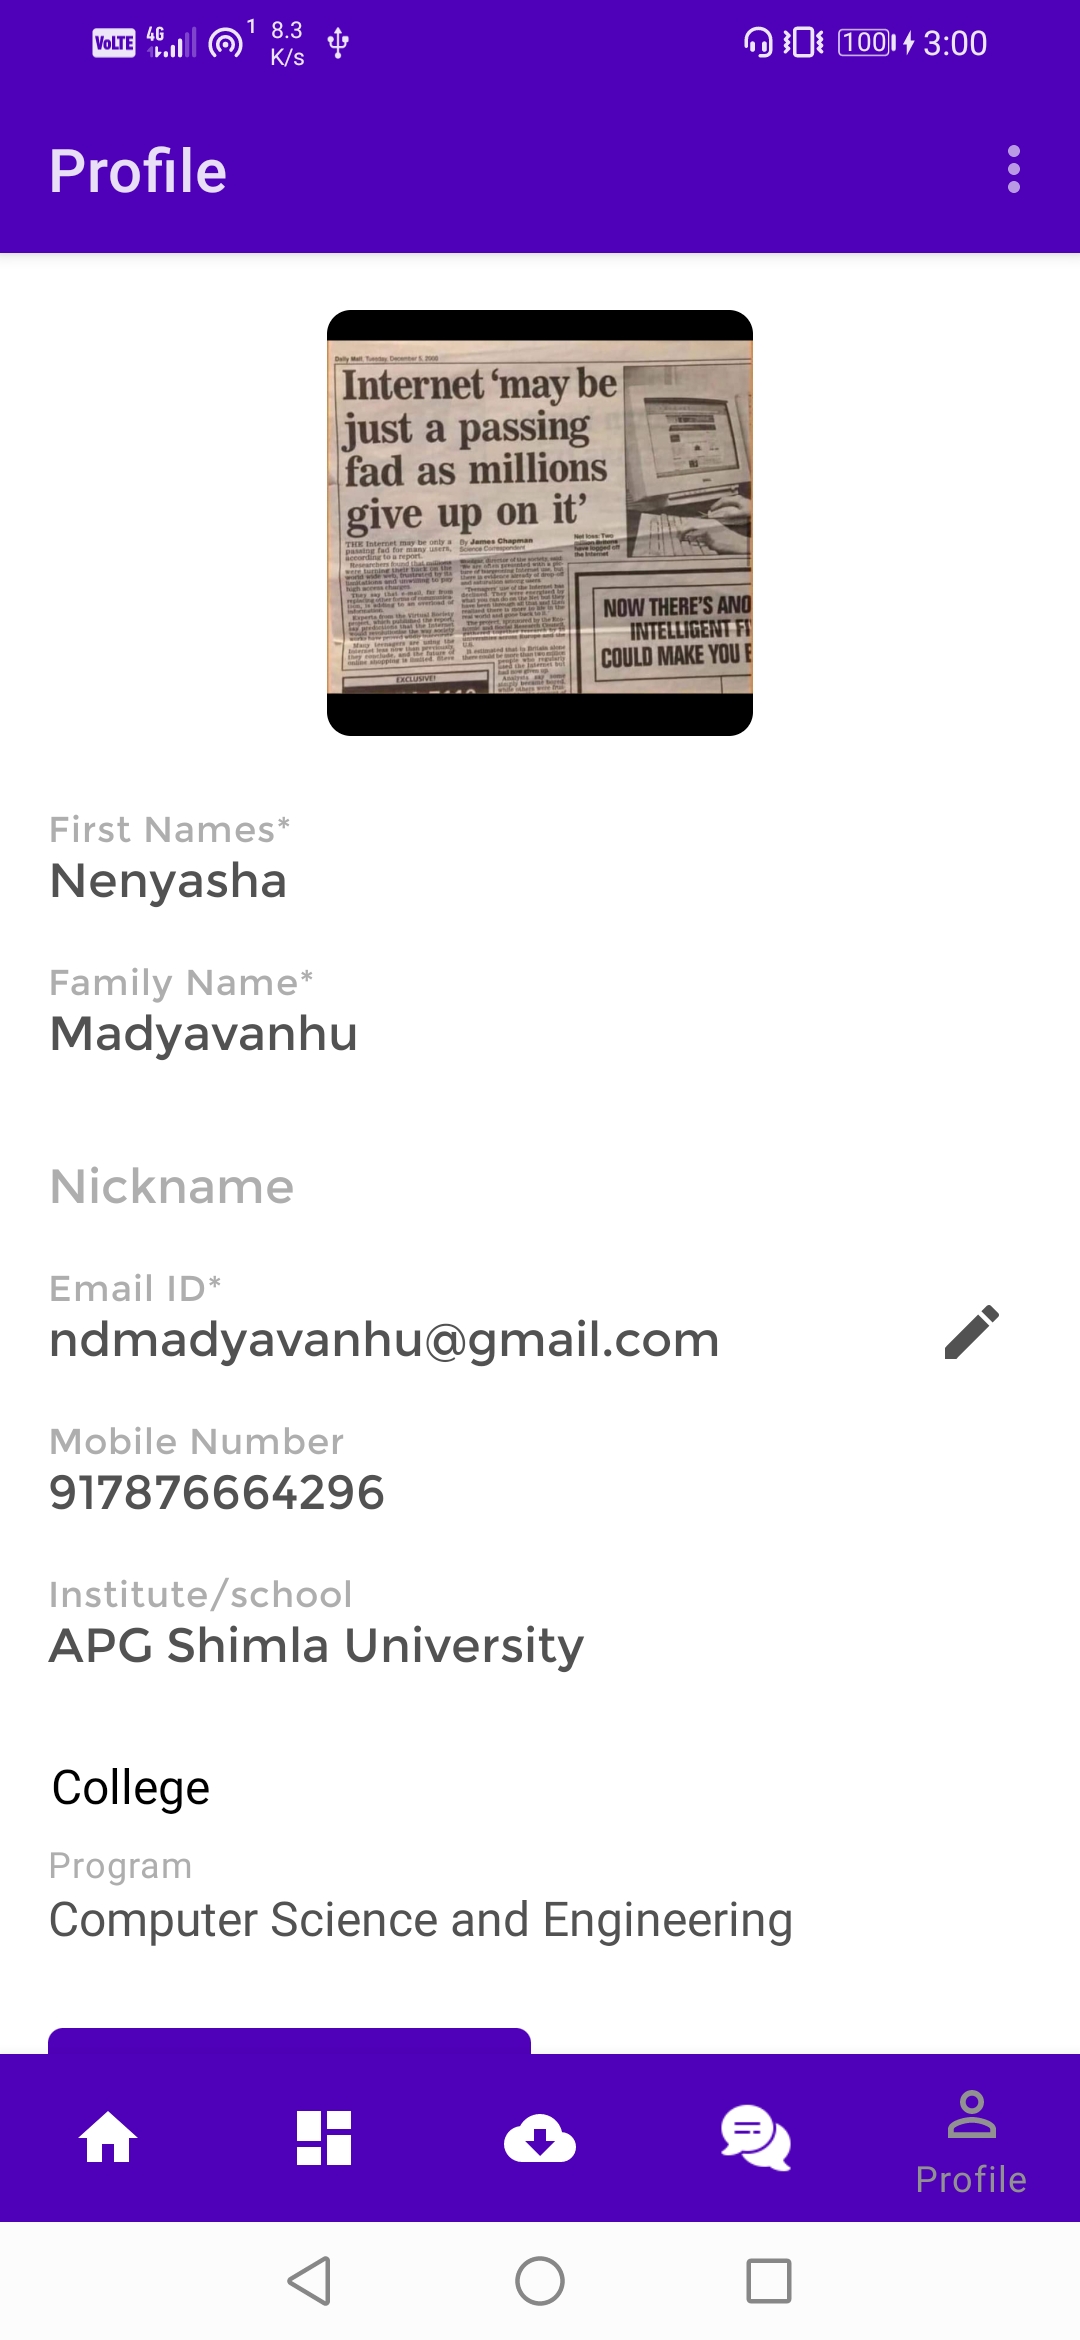 VoLTE 4G 1 8.3 K/s 100 3:00
Profile
Daily Mail, Tuesday, December 5, 2000
Internet ‘may be
just a passing
fad as millions
give up on it’
THE Internet may be only a
passing fad for many users,
according to a report.
By James Chapman
Science Correspondent
Net loss: Two
million Britons
have logged off
the Internet
NOW THERE'S ANO
INTELLIGENT FI
COULD MAKE YOU
EXCLUSIVE!
First Names*
Nenyasha
Family Name*
Madyavanhu
Nickname
Email ID*
ndmadyavanhu@gmail.com
Mobile Number
917876664296
Institute/school
APG Shimla University
College
Program
Computer Science and Engineering
Profile